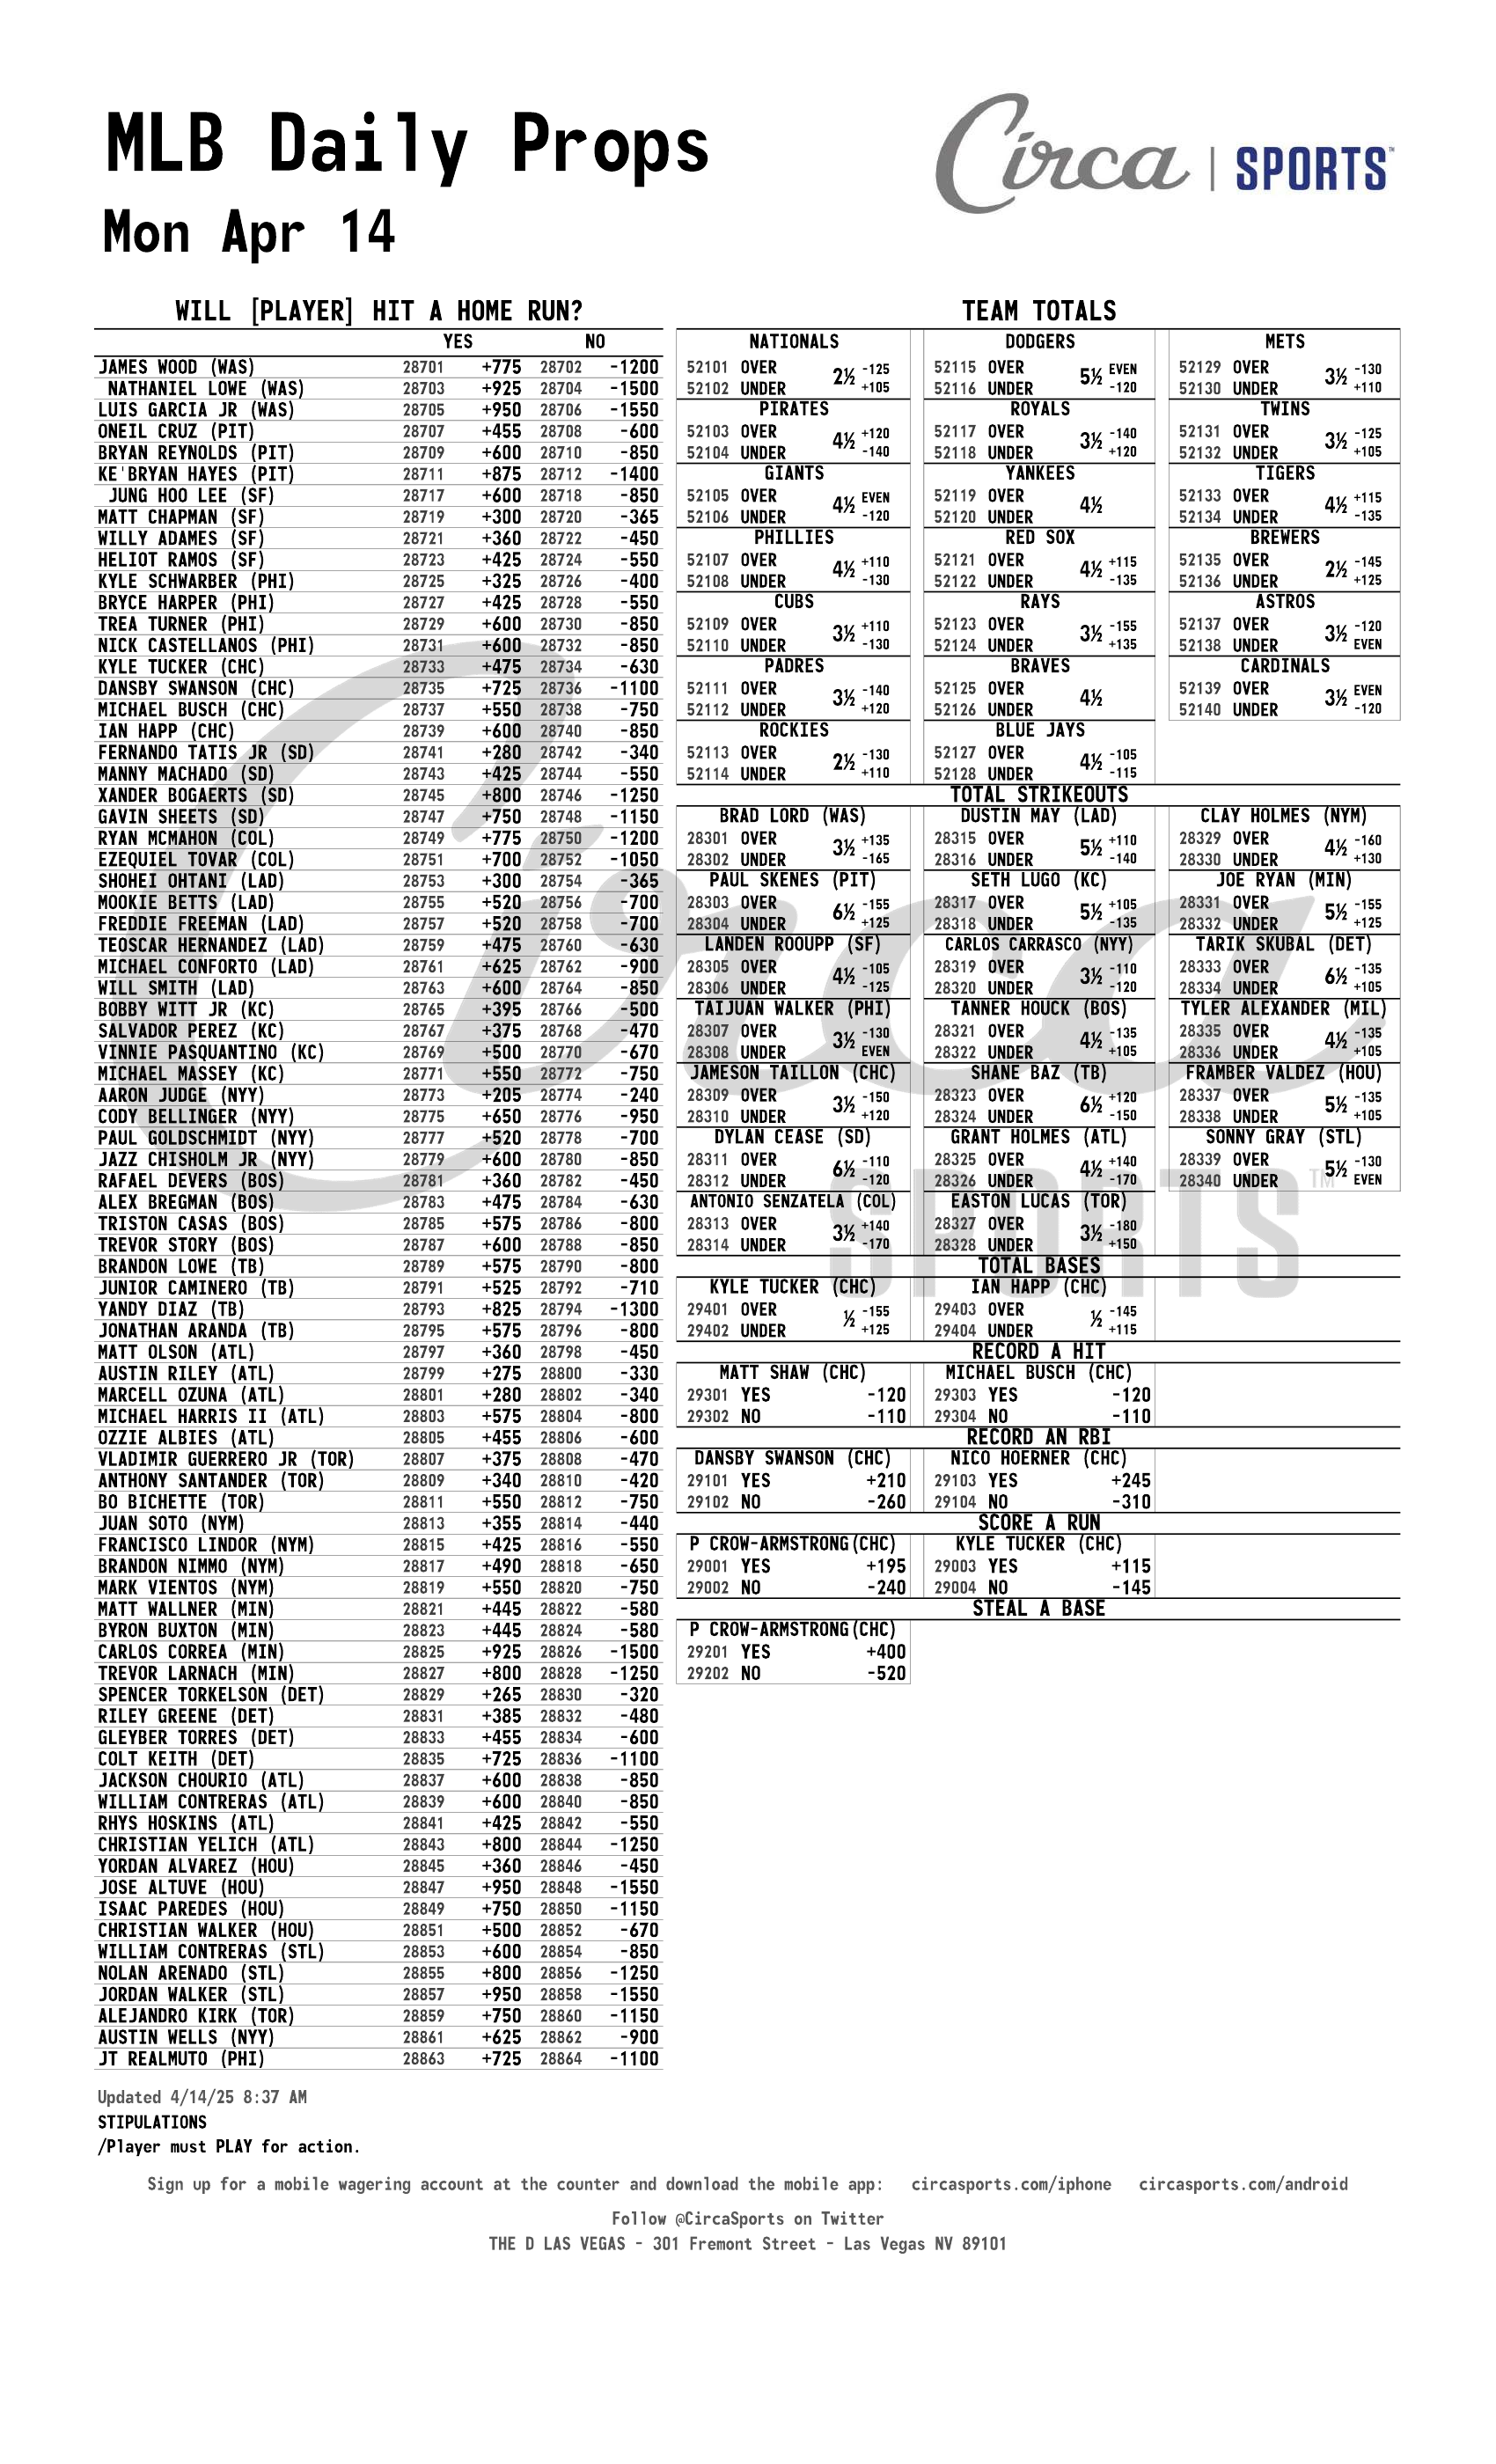 MLB Daily Props
Circa | SPORTS™
Mon Apr 14
WILL [PLAYER] HIT A HOME RUN?
YES NO
JAMES WOOD (WAS) 28701 +775 28702 -1200
NATHANIEL LOWE (WAS) 28703 +925 28704 -1500
LUIS GARCIA JR (WAS) 28705 +950 28706 -1550
ONEIL CRUZ (PIT) 28707 +455 28708 -600
BRYAN REYNOLDS (PIT) 28709 +600 28710 -850
KE'BRYAN HAYES (PIT) 28711 +875 28712 -1400
JUNG HOO LEE (SF) 28717 +600 28718 -850
MATT CHAPMAN (SF) 28719 +300 28720 -365
WILLY ADAMES (SF) 28721 +360 28722 -450
HELIOT RAMOS (SF) 28723 +425 28724 -550
KYLE SCHWARBER (PHI) 28725 +325 28726 -400
BRYCE HARPER (PHI) 28727 +425 28728 -550
TREA TURNER (PHI) 28729 +600 28730 -850
NICK CASTELLANOS (PHI) 28731 +600 28732 -850
KYLE TUCKER (CHC) 28733 +475 28734 -630
DANSBY SWANSON (CHC) 28735 +725 28736 -1100
MICHAEL BUSCH (CHC) 28737 +550 28738 -750
IAN HAPP (CHC) 28739 +600 28740 -850
FERNANDO TATIS JR (SD) 28741 +280 28742 -340
MANNY MACHADO (SD) 28743 +425 28744 -550
XANDER BOGAERTS (SD) 28745 +800 28746 -1250
GAVIN SHEETS (SD) 28747 +750 28748 -1150
RYAN MCMAHON (COL) 28749 +775 28750 -1200
EZEQUIEL TOVAR (COL) 28751 +700 28752 -1050
SHOHEI OHTANI (LAD) 28753 +300 28754 -365
MOOKIE BETTS (LAD) 28755 +520 28756 -700
FREDDIE FREEMAN (LAD) 28757 +520 28758 -700
TEOSCAR HERNANDEZ (LAD) 28759 +475 28760 -630
MICHAEL CONFORTO (LAD) 28761 +625 28762 -900
WILL SMITH (LAD) 28763 +600 28764 -850
BOBBY WITT JR (KC) 28765 +395 28766 -500
SALVADOR PEREZ (KC) 28767 +375 28768 -470
VINNIE PASQUANTINO (KC) 28769 +500 28770 -670
MICHAEL MASSEY (KC) 28771 +550 28772 -750
AARON JUDGE (NYY) 28773 +205 28774 -240
CODY BELLINGER (NYY) 28775 +650 28776 -950
PAUL GOLDSCHMIDT (NYY) 28777 +520 28778 -700
JAZZ CHISHOLM JR (NYY) 28779 +600 28780 -850
RAFAEL DEVERS (BOS) 28781 +360 28782 -450
ALEX BREGMAN (BOS) 28783 +475 28784 -630
TRISTON CASAS (BOS) 28785 +575 28786 -800
TREVOR STORY (BOS) 28787 +600 28788 -850
BRANDON LOWE (TB) 28789 +575 28790 -800
JUNIOR CAMINERO (TB) 28791 +525 28792 -710
YANDY DIAZ (TB) 28793 +825 28794 -1300
JONATHAN ARANDA (TB) 28795 +575 28796 -800
MATT OLSON (ATL) 28797 +360 28798 -450
AUSTIN RILEY (ATL) 28799 +275 28800 -330
MARCELL OZUNA (ATL) 28801 +280 28802 -340
MICHAEL HARRIS II (ATL) 28803 +575 28804 -800
OZZIE ALBIES (ATL) 28805 +455 28806 -600
VLADIMIR GUERRERO JR (TOR) 28807 +375 28808 -470
ANTHONY SANTANDER (TOR) 28809 +340 28810 -420
BO BICHETTE (TOR) 28811 +550 28812 -750
JUAN SOTO (NYM) 28813 +355 28814 -440
FRANCISCO LINDOR (NYM) 28815 +425 28816 -550
BRANDON NIMMO (NYM) 28817 +490 28818 -650
MARK VIENTOS (NYM) 28819 +550 28820 -750
MATT WALLNER (MIN) 28821 +445 28822 -580
BYRON BUXTON (MIN) 28823 +445 28824 -580
CARLOS CORREA (MIN) 28825 +925 28826 -1500
TREVOR LARNACH (MIN) 28827 +800 28828 -1250
SPENCER TORKELSON (DET) 28829 +265 28830 -320
RILEY GREENE (DET) 28831 +385 28832 -480
GLEYBER TORRES (DET) 28833 +455 28834 -600
COLT KEITH (DET) 28835 +725 28836 -1100
JACKSON CHOURIO (ATL) 28837 +600 28838 -850
WILLIAM CONTRERAS (ATL) 28839 +600 28840 -850
RHYS HOSKINS (ATL) 28841 +425 28842 -550
CHRISTIAN YELICH (ATL) 28843 +800 28844 -1250
YORDAN ALVAREZ (HOU) 28845 +360 28846 -450
JOSE ALTUVE (HOU) 28847 +950 28848 -1550
ISAAC PAREDES (HOU) 28849 +750 28850 -1150
CHRISTIAN WALKER (HOU) 28851 +500 28852 -670
WILLIAM CONTRERAS (STL) 28853 +600 28854 -850
NOLAN ARENADO (STL) 28855 +800 28856 -1250
JORDAN WALKER (STL) 28857 +950 28858 -1550
ALEJANDRO KIRK (TOR) 28859 +750 28860 -1150
AUSTIN WELLS (NYY) 28861 +625 28862 -900
JT REALMUTO (PHI) 28863 +725 28864 -1100
TEAM TOTALS
NATIONALS DODGERS METS
52101 OVER 2½ -125 52115 OVER 5½ EVEN 52129 OVER 3½ -130
52102 UNDER +105 52116 UNDER -120 52130 UNDER +110
PIRATES ROYALS TWINS
52103 OVER 4½ +120 52117 OVER 3½ -140 52131 OVER 3½ -125
52104 UNDER -140 52118 UNDER +120 52132 UNDER +105
GIANTS YANKEES TIGERS
52105 OVER 4½ EVEN 52119 OVER 4½ 52133 OVER 4½ +115
52106 UNDER -120 52120 UNDER 52134 UNDER -135
PHILLIES RED SOX BREWERS
52107 OVER 4½ +110 52121 OVER 4½ +115 52135 OVER 2½ -145
52108 UNDER -130 52122 UNDER -135 52136 UNDER +125
CUBS RAYS ASTROS
52109 OVER 3½ +110 52123 OVER 3½ -155 52137 OVER 3½ -120
52110 UNDER -130 52124 UNDER +135 52138 UNDER EVEN
PADRES BRAVES CARDINALS
52111 OVER 3½ -140 52125 OVER 4½ 52139 OVER 3½ EVEN
52112 UNDER +120 52126 UNDER 52140 UNDER -120
ROCKIES BLUE JAYS
52113 OVER 2½ -130 52127 OVER 4½ -105
52114 UNDER +110 52128 UNDER -115
TOTAL STRIKEOUTS
BRAD LORD (WAS) DUSTIN MAY (LAD) CLAY HOLMES (NYM)
28301 OVER 3½ +135 28315 OVER 5½ +110 28329 OVER 4½ -160
28302 UNDER -165 28316 UNDER -140 28330 UNDER +130
PAUL SKENES (PIT) SETH LUGO (KC) JOE RYAN (MIN)
28303 OVER 6½ -155 28317 OVER 5½ +105 28331 OVER 5½ -155
28304 UNDER +125 28318 UNDER -135 28332 UNDER +125
LANDEN ROOUPP (SF) CARLOS CARRASCO (NYY) TARIK SKUBAL (DET)
28305 OVER 4½ -105 28319 OVER 3½ -110 28333 OVER 6½ -135
28306 UNDER -125 28320 UNDER -120 28334 UNDER +105
TAIJUAN WALKER (PHI) TANNER HOUCK (BOS) TYLER ALEXANDER (MIL)
28307 OVER 3½ -130 28321 OVER 4½ -135 28335 OVER 4½ -135
28308 UNDER EVEN 28322 UNDER +105 28336 UNDER +105
JAMESON TAILLON (CHC) SHANE BAZ (TB) FRAMBER VALDEZ (HOU)
28309 OVER 3½ -150 28323 OVER 6½ +120 28337 OVER 5½ -135
28310 UNDER +120 28324 UNDER -150 28338 UNDER +105
DYLAN CEASE (SD) GRANT HOLMES (ATL) SONNY GRAY (STL)
28311 OVER 6½ -110 28325 OVER 4½ +140 28339 OVER 5½ -130
28312 UNDER -120 28326 UNDER -170 28340 UNDER EVEN
ANTONIO SENZATELA (COL) EASTON LUCAS (TOR)
28313 OVER 3½ +140 28327 OVER 3½ -180
28314 UNDER -170 28328 UNDER +150
TOTAL BASES
KYLE TUCKER (CHC) IAN HAPP (CHC)
29401 OVER ½ -155 29403 OVER ½ -145
29402 UNDER +125 29404 UNDER +115
RECORD A HIT
MATT SHAW (CHC) MICHAEL BUSCH (CHC)
29301 YES -120 29303 YES -120
29302 NO -110 29304 NO -110
RECORD AN RBI
DANSBY SWANSON (CHC) NICO HOERNER (CHC)
29101 YES +210 29103 YES +245
29102 NO -260 29104 NO -310
SCORE A RUN
P CROW-ARMSTRONG(CHC) KYLE TUCKER (CHC)
29001 YES +195 29003 YES +115
29002 NO -240 29004 NO -145
STEAL A BASE
P CROW-ARMSTRONG(CHC)
29201 YES +400
29202 NO -520
Circa
SPORTS™
Updated 4/14/25 8:37 AM
STIPULATIONS
/Player must PLAY for action.
Sign up for a mobile wagering account at the counter and download the mobile app: circasports.com/iphone circasports.com/android
Follow @CircaSports on Twitter
THE D LAS VEGAS - 301 Fremont Street - Las Vegas NV 89101